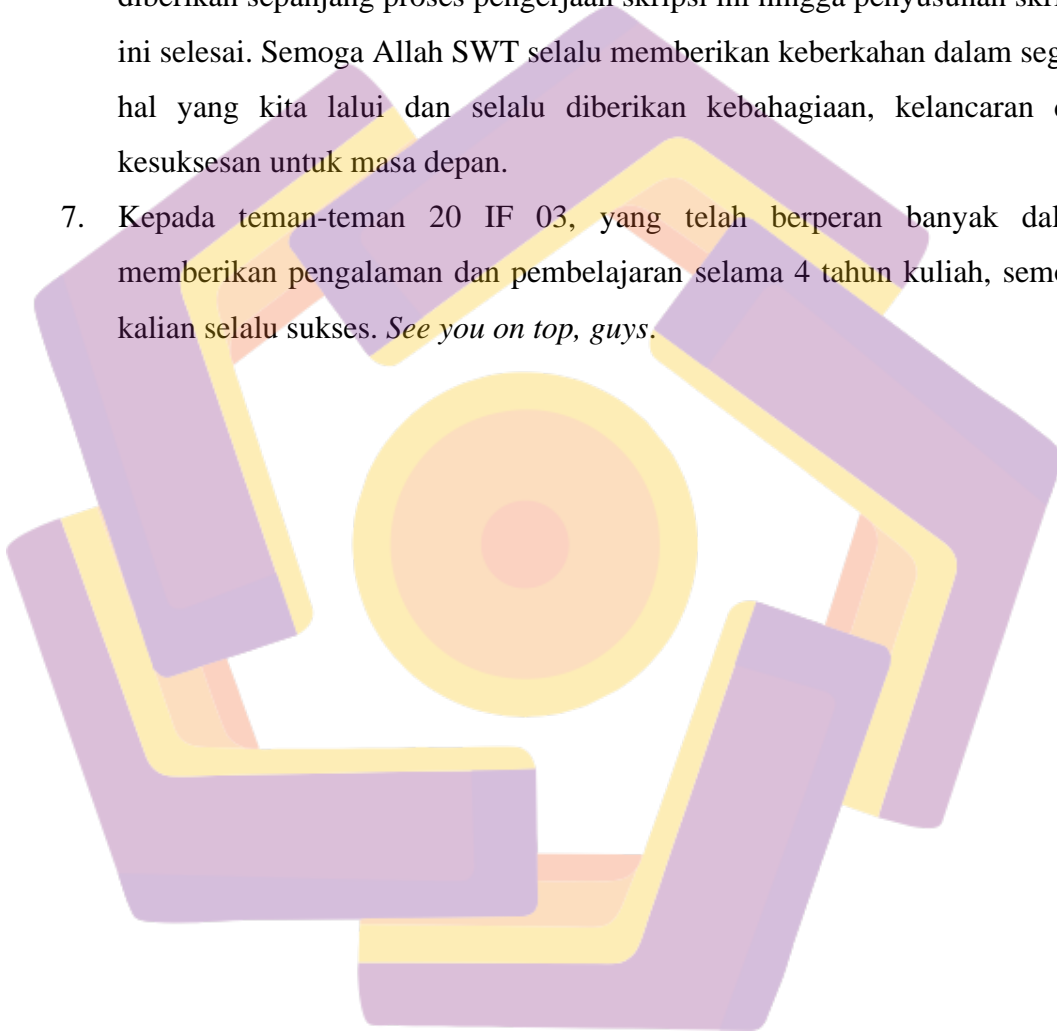 diberikan sepanjang proses pengerjaan skripsi ini hingga penyusunan
ini selesai. Semoga Allah SWT selalu memberikan keberkahan dalam
hal yang kita lalui dan selalu diberikan kebahagiaan, kelancaran
kesuksesan untuk masa depan.
7. Kepada teman-teman 20 IF 03, yang telah berperan banyak
memberikan pengalaman dan pembelajaran selama 4 tahun kuliah,
kalian selalu sukses. See you on top, guys.